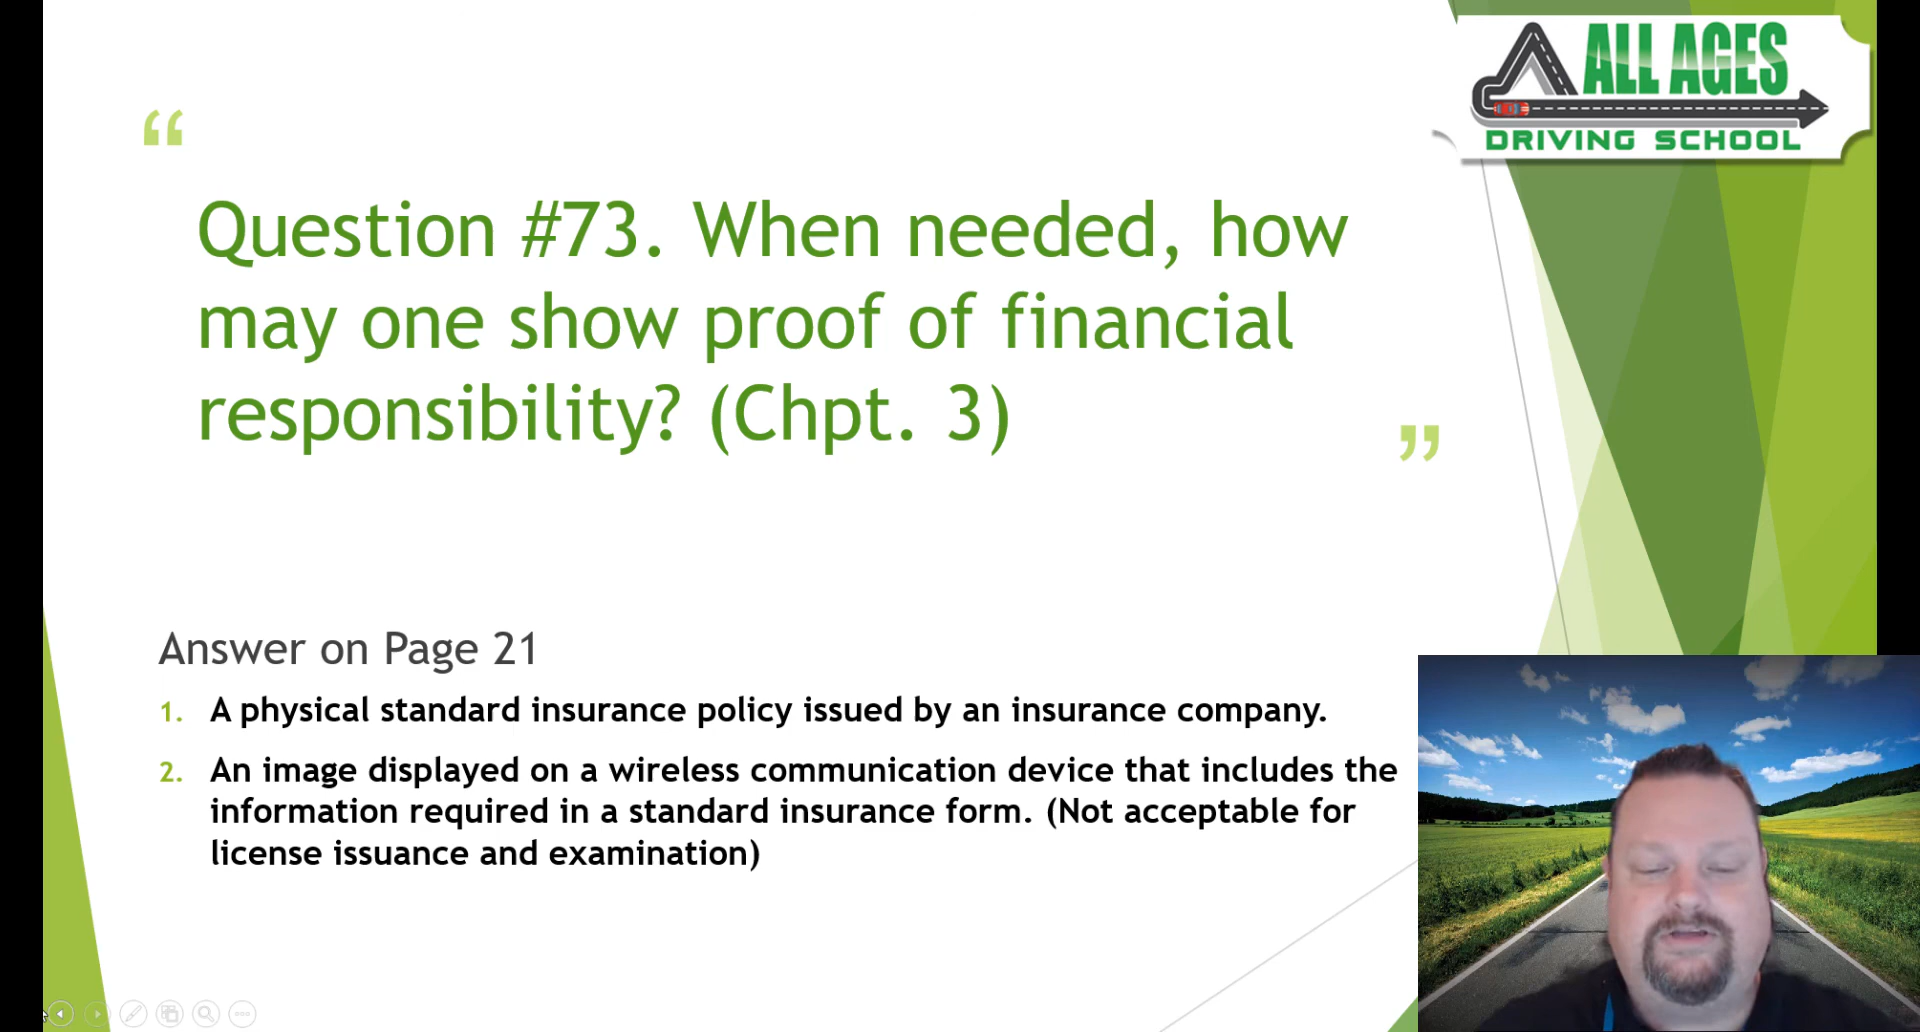 ALL AGES
DRIVING SCHOOL
“
Question #73. When needed, how
may one show proof of financial
responsibility? (Chpt. 3)
”
Answer on Page 21
1. A physical standard insurance policy issued by an insurance company.
2. An image displayed on a wireless communication device that includes the
information required in a standard insurance form. (Not acceptable for
license issuance and examination)